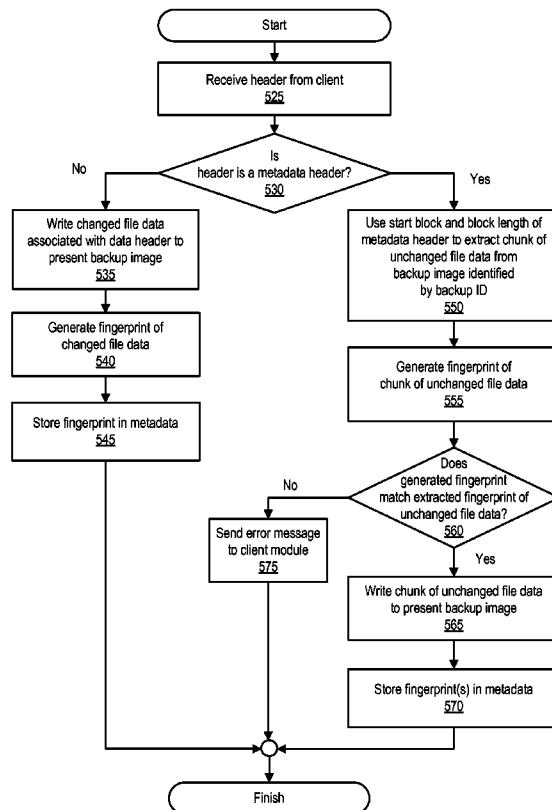 Start
Receive header from client
525
Is
header is a metadata header?
530
No
Yes
Write changed file data
associated with data header to
present backup image
535
Generate fingerprint of
changed file data
540
Store fingerprint in metadata
545
Use start block and block length of
metadata header to extract chunk of
unchanged file data from
backup image identified
by backup ID
550
Generate fingerprint of
chunk of unchanged file data
555
Does
generated fingerprint
match extracted fingerprint of
unchanged file data?
560
No
Send error message
to client module
575
Yes
Write chunk of unchanged file data
to present backup image
565
Store fingerprint(s) in metadata
570
Finish